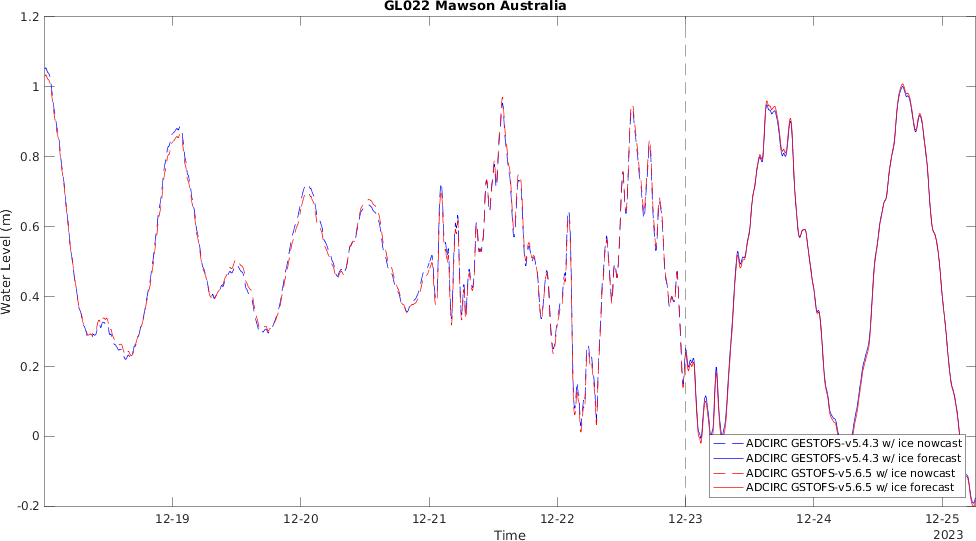 GL022 Mawson Australia
1.2
1
0.8
0.6
0.4
0.2
0
-0.2
Water Level (m)
ADCIRC GESTOFS-v5.4.3 w/ ice nowcast
ADCIRC GESTOFS-v5.4.3 w/ ice forecast
ADCIRC GSTOFS-v5.6.5 w/ ice nowcast
ADCIRC GSTOFS-v5.6.5 w/ ice forecast
12-19 12-20 12-21 12-22 12-23 12-24 12-25
Time
2023